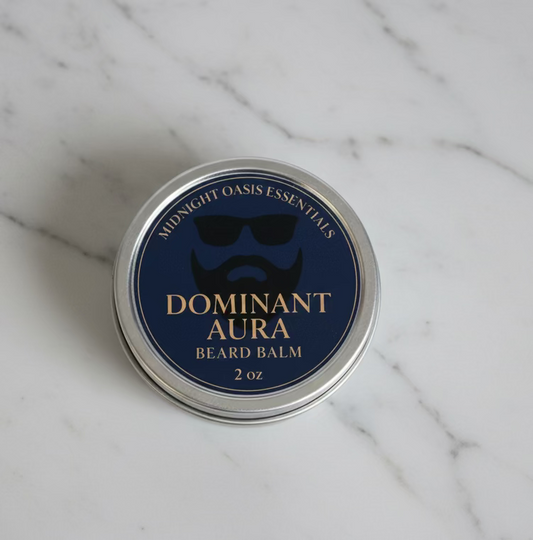 MIDNIGHT OASIS ESSENTIALS
DOMINANT
AURA
BEARD BALM
2 oz